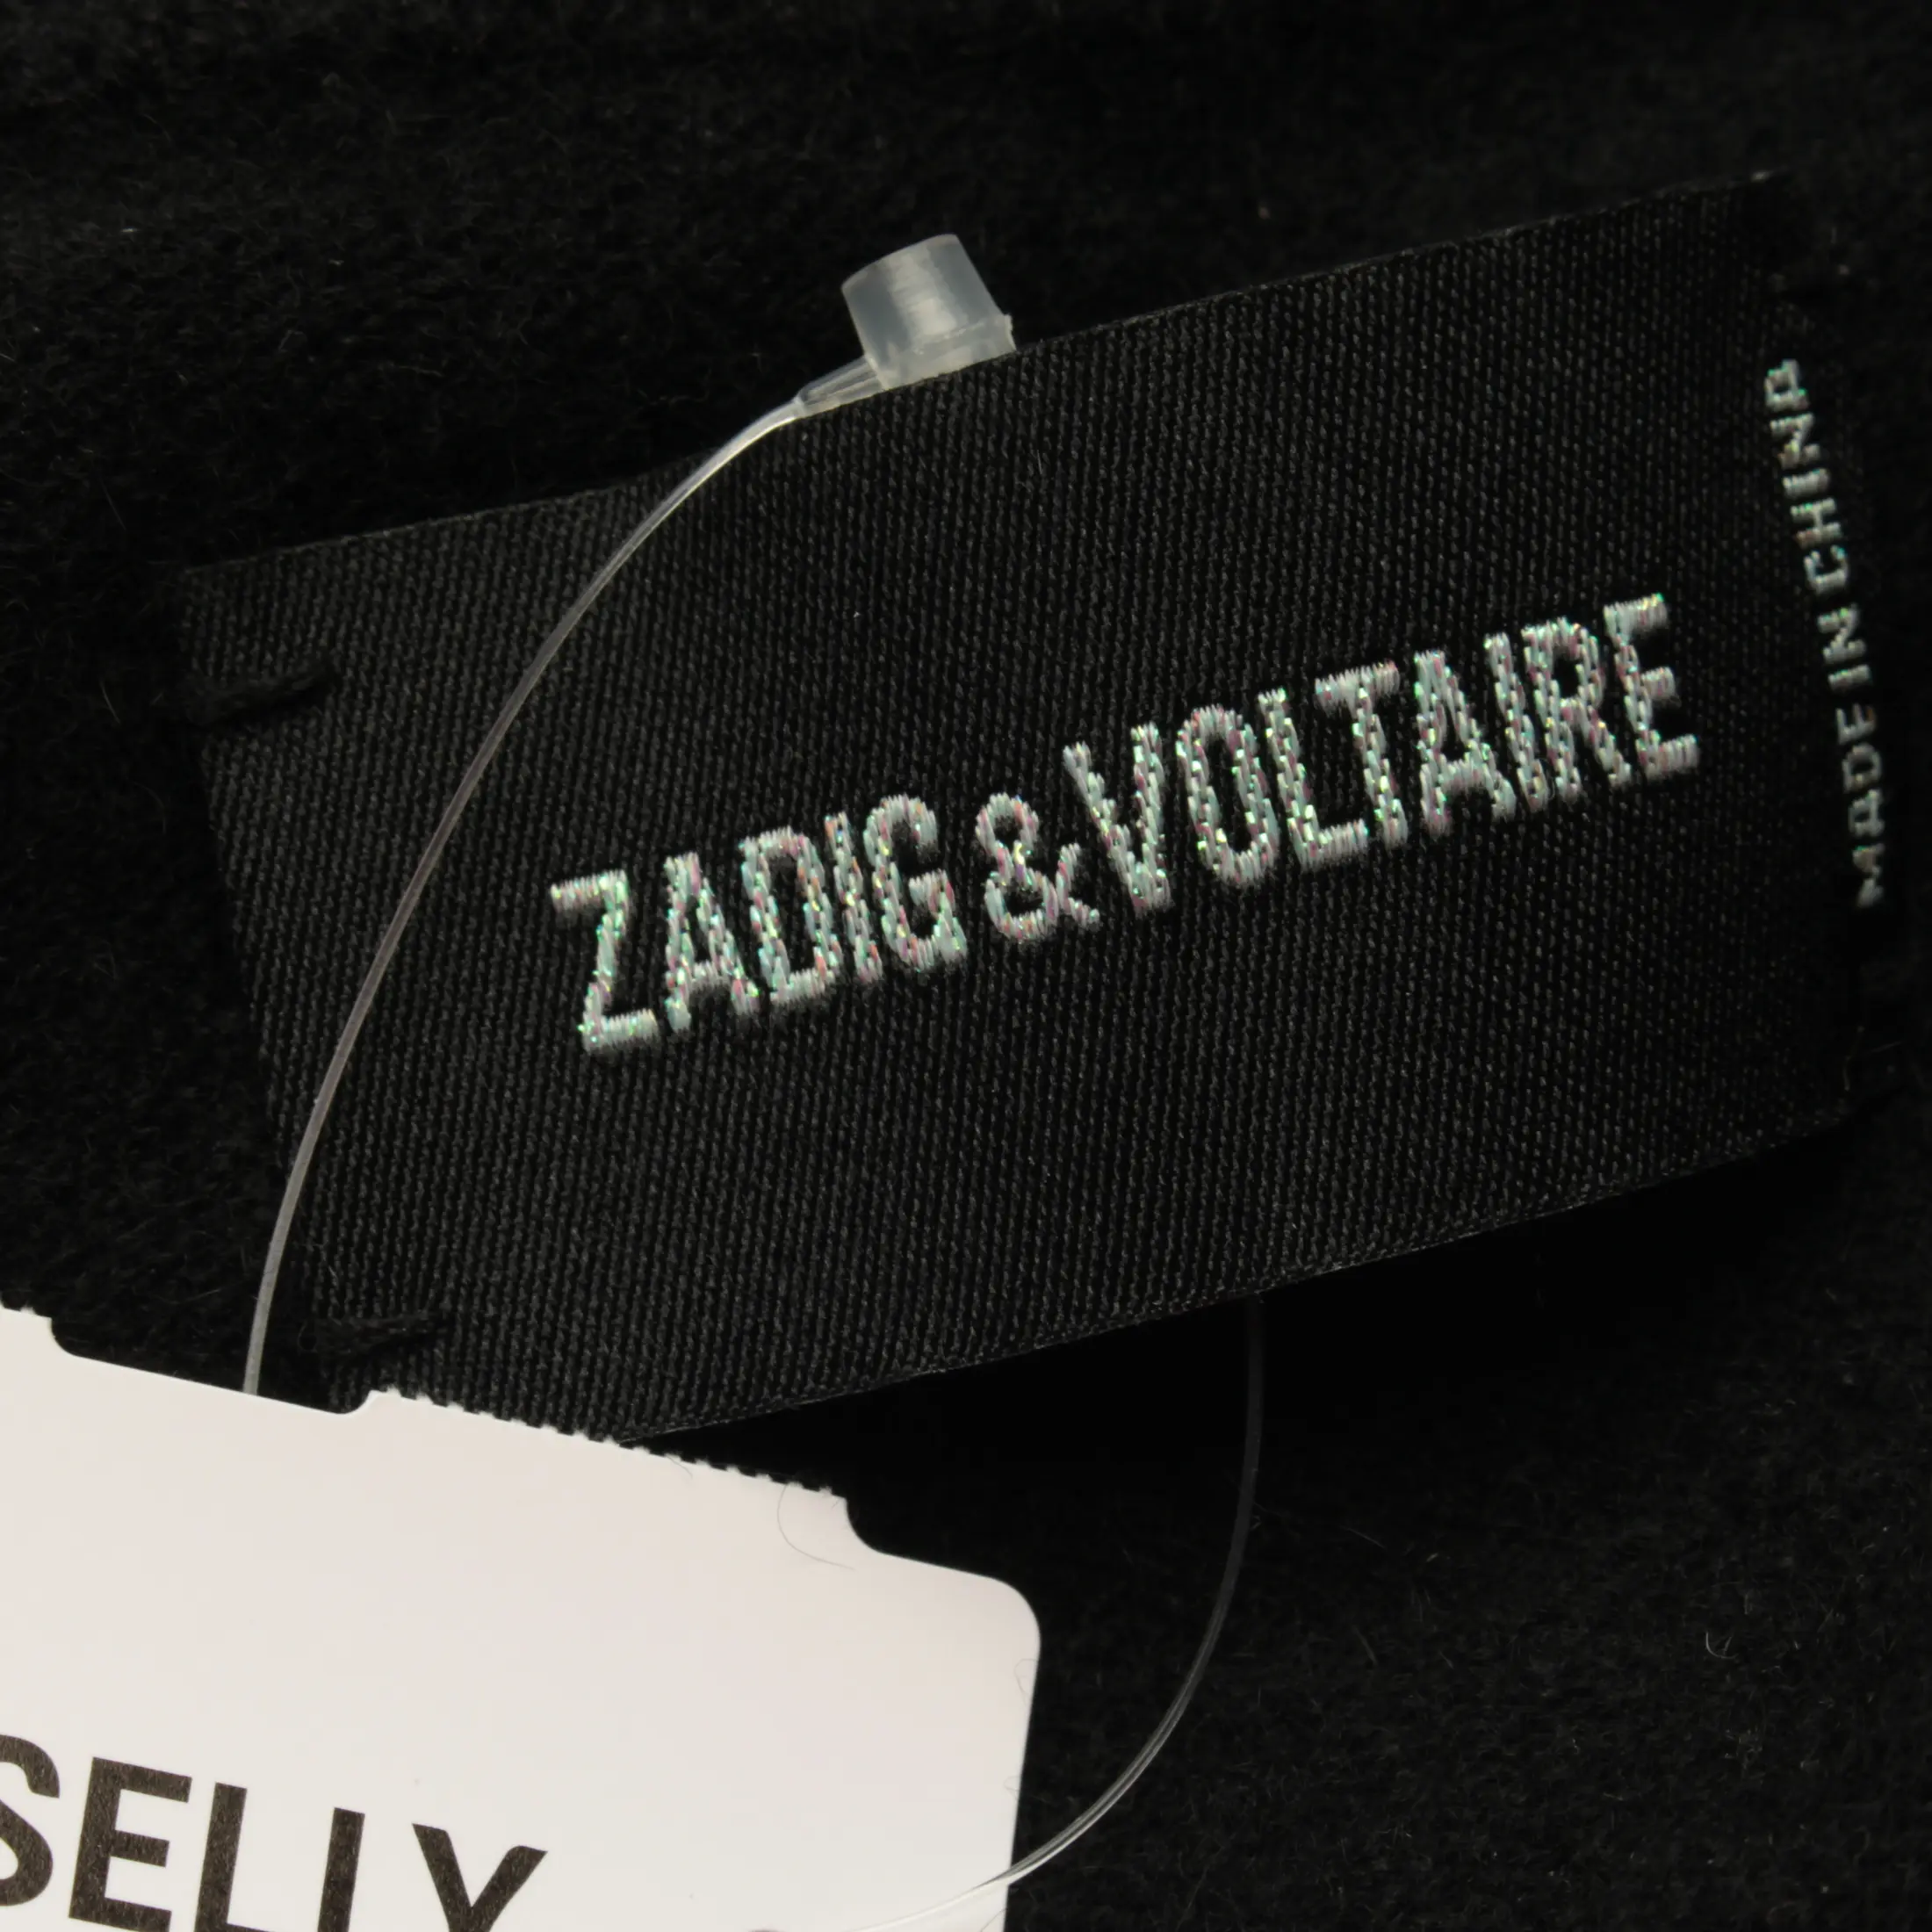 ZADIG & VOLTAIRE
MADE IN CHINA
SELLY